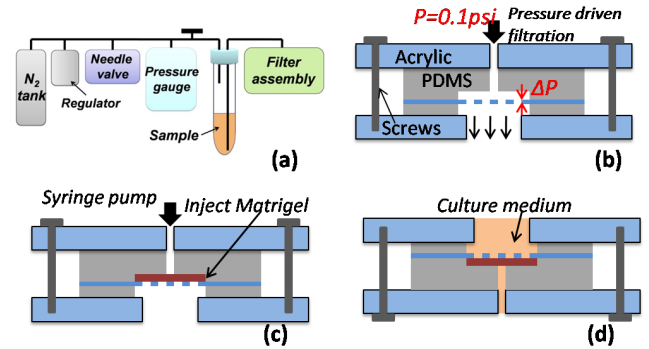 (a)
N2
tank
Regulator
Needle
valve
Pressure
gauge
Sample
Filter
assembly
P=0.1psi
Pressure driven
filtration
Acrylic
PDMS
ΔP
Screws
(b)
Syringe pump
Inject Matrigel
(c)
Culture medium
(d)